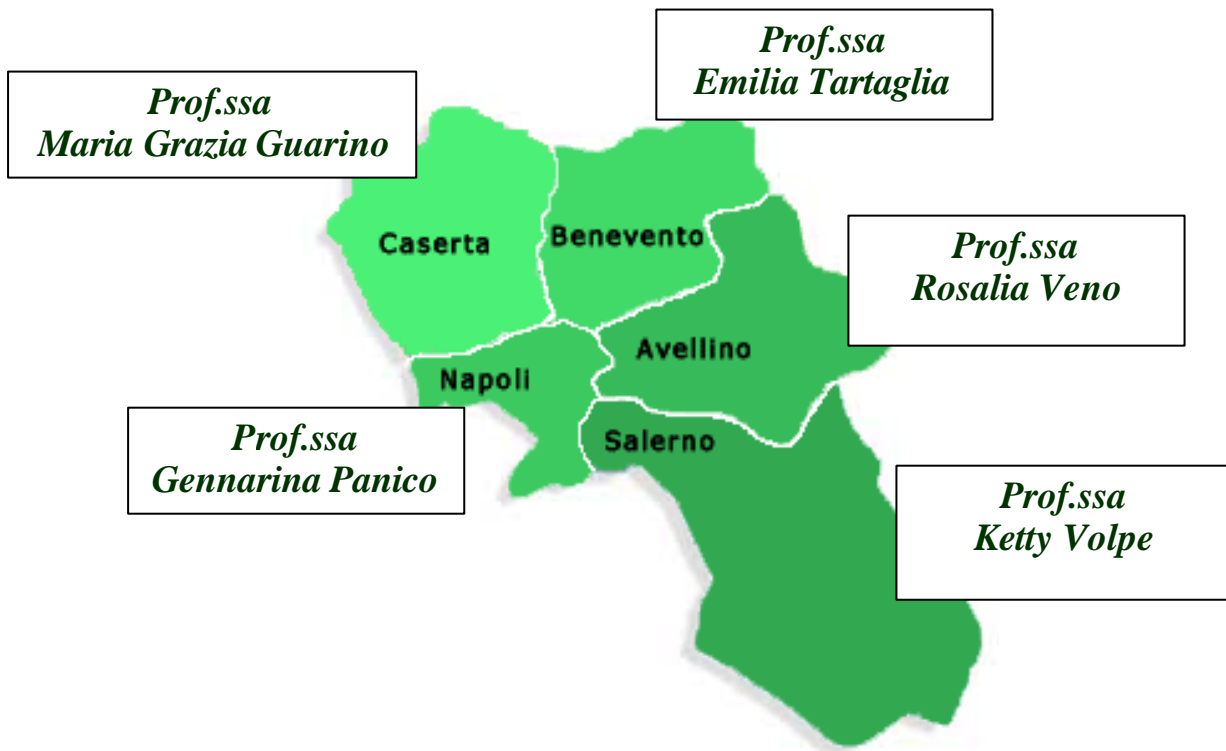 Prof.ssa
Emilia Tartaglia
Prof.ssa
Maria Grazia Guarino
Caserta
Benevento
Prof.ssa
Rosalia Veno
Avellino
Napoli
Prof.ssa
Gennarina Panico
Salerno
Prof.ssa
Ketty Volpe